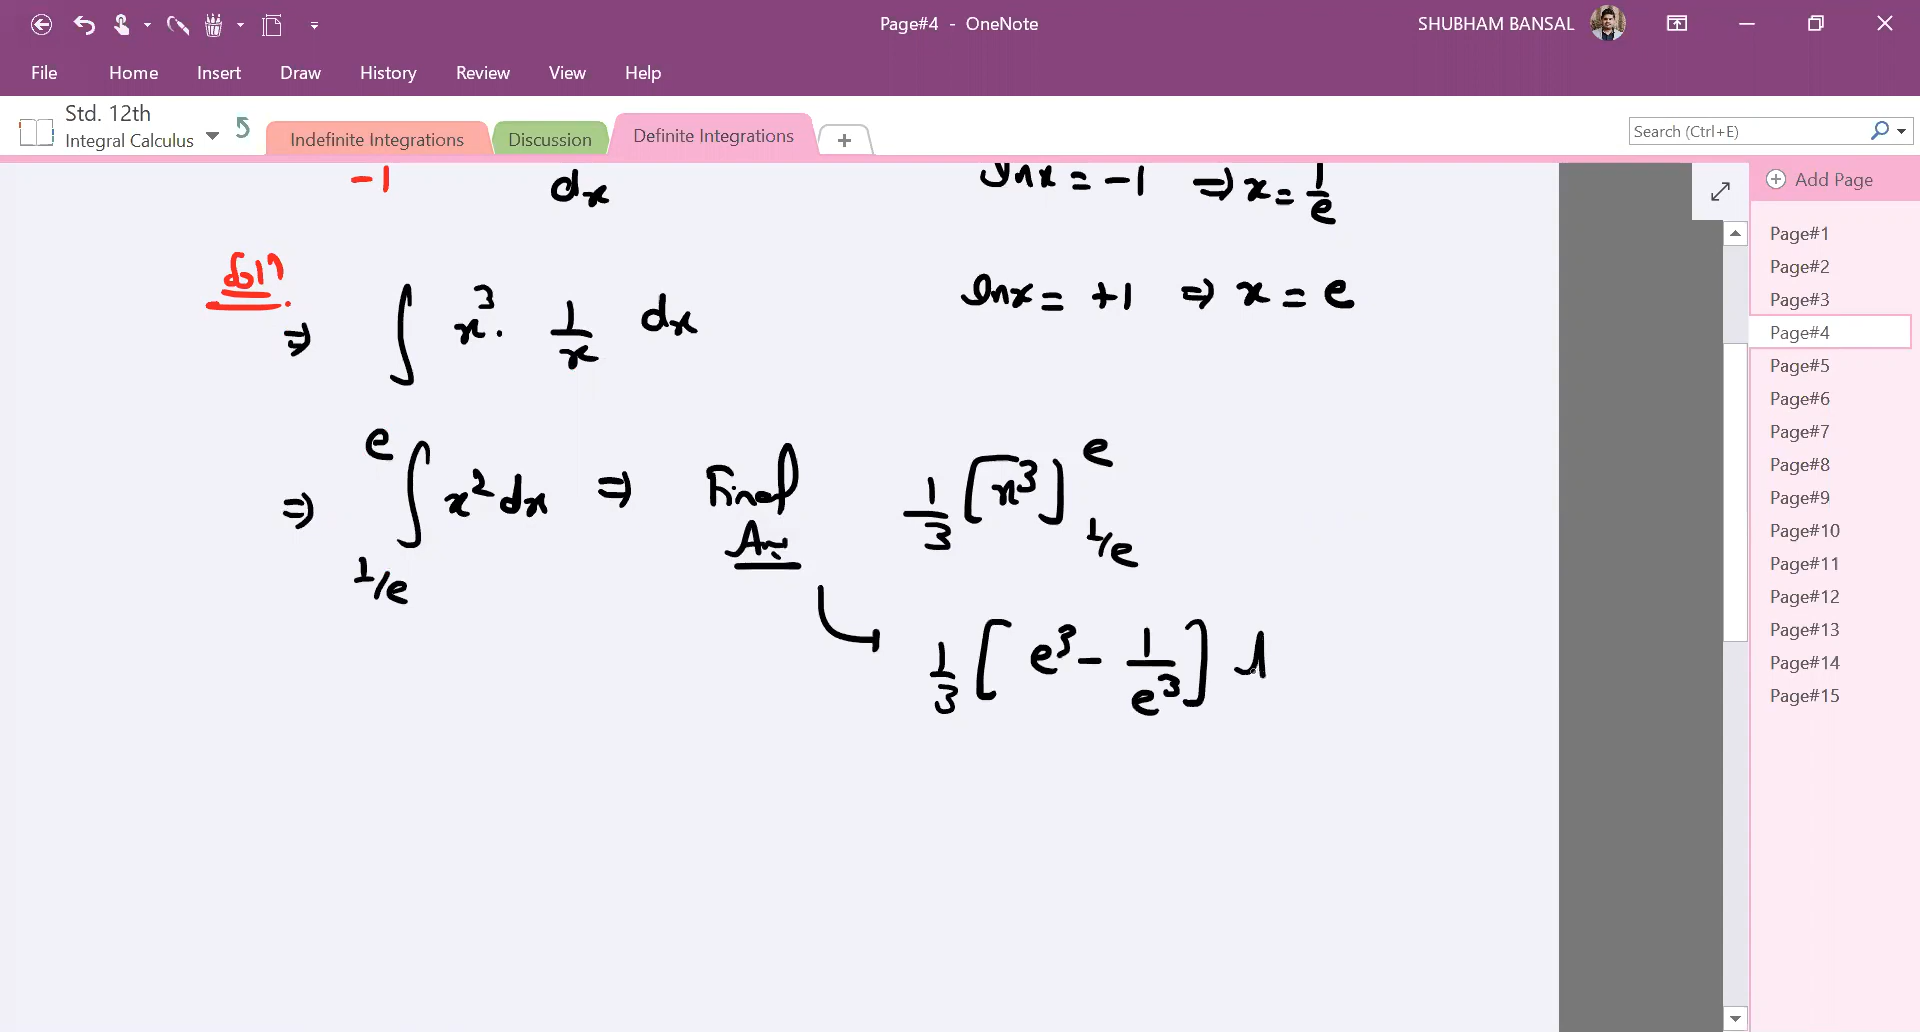 Page#4 - OneNote
SHUBHAM BANSAL
File Home Insert Draw History Review View Help
Std. 12th
Integral Calculus
Indefinite Integrations
Discussion
Definite Integrations
+
Search (Ctrl+E)
Add Page
Page#1
Page#2
Page#3
Page#4
Page#5
Page#6
Page#7
Page#8
Page#9
Page#10
Page#11
Page#12
Page#13
Page#14
Page#15
-1 dx
lnx = -1 ⇒ x = 1/e
Sol^n
lnx = +1 ⇒ x = e
⇒ ∫ x³ · 1/x dx
⇒ ∫_{1/e}^{e} x² dx ⇒ Final Ans 1/3 [x³]_{1/e}^{e}
1/3 [e³ - 1/e³]